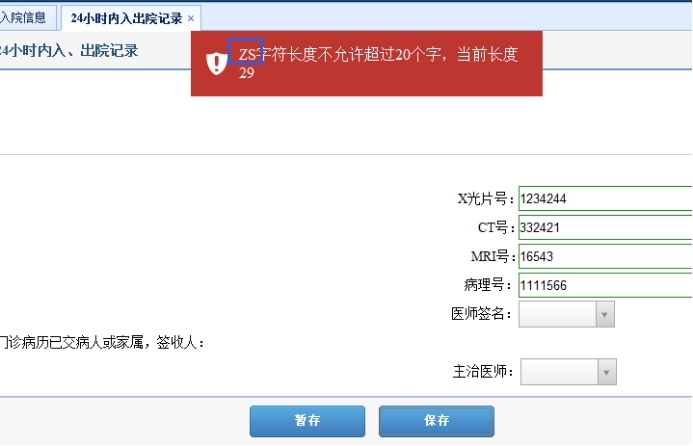 入院信息
24小时内入出院记录 ×
24小时内入、出院记录
ZS字符长度不允许超过20个字，当前长度
29
X光片号：1234244
CT号：332421
MRI号：16543
病理号：1111566
医师签名：
门诊病历已交病人或家属，签收人：
主治医师：
暂存
保存